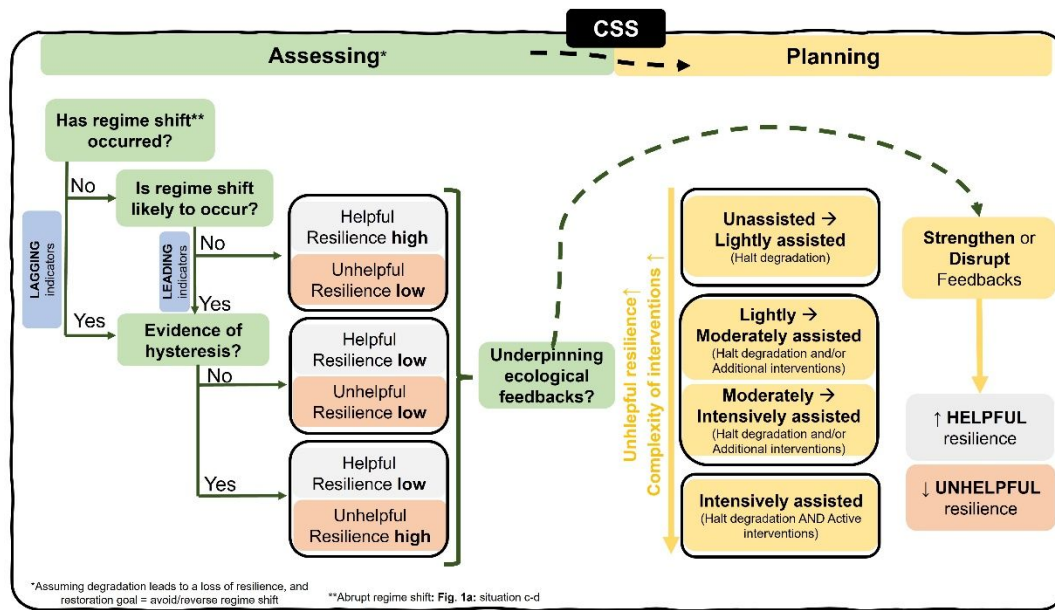 CSS
Assessing*
Planning
Has regime shift**
occurred?
No
Is regime shift
likely to occur?
LAGGING
indicators
LEADING
indicators
No
Yes
Yes
Evidence of
hysteresis?
No
Yes
Helpful
Resilience high
Unhelpful
Resilience low
Helpful
Resilience low
Unhelpful
Resilience low
Helpful
Resilience low
Unhelpful
Resilience high
Underpinning
ecological
feedbacks?
Unhlepful resilience↑
Complexity of interventions ↑
Unassisted →
Lightly assisted
(Halt degradation)
Lightly →
Moderately assisted
(Halt degradation and/or
Additional interventions)
Moderately →
Intensively assisted
(Halt degradation and/or
Additional interventions)
Intensively assisted
(Halt degradation AND Active
interventions)
Strengthen or
Disrupt
Feedbacks
↑ HELPFUL
resilience
↓ UNHELPFUL
resilience
*Assuming degradation leads to a loss of resilience, and
restoration goal = avoid/reverse regime shift
**Abrupt regime shift: Fig. 1a: situation c-d